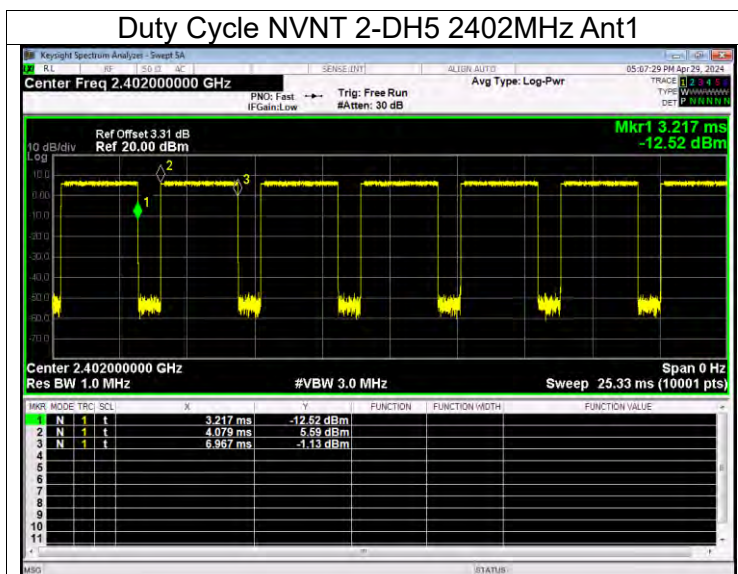 Duty Cycle NVNT 2-DH5 2402MHz Ant1
Keysight Spectrum Analyzer - Swept SA
RL RF 50 Ω AC SENSE:INT ALIGN AUTO 05:07:29 PM Apr 29, 2024
Center Freq 2.402000000 GHz
PNO: Fast
IFGain:Low
Trig: Free Run
#Atten: 30 dB
Avg Type: Log-Pwr
TRACE 1 2 3 4 5 6
TYPE W
DET P N N N N N
Mkr1 3.217 ms
-12.52 dBm
Ref Offset 3.31 dB
10 dB/div Ref 20.00 dBm
Log
10.0
0.00
-10.0
-20.0
-30.0
-40.0
-50.0
-60.0
-70.0
1
2
3
Center 2.402000000 GHz Span 0 Hz
Res BW 1.0 MHz #VBW 3.0 MHz Sweep 25.33 ms (10001 pts)
MKR MODE TRC SCL X Y FUNCTION FUNCTION WIDTH FUNCTION VALUE
1 N 1 t 3.217 ms -12.52 dBm
2 N 1 t 4.079 ms 5.59 dBm
3 N 1 t 6.967 ms -1.13 dBm
4
5
6
7
8
9
10
11
MSG STATUS